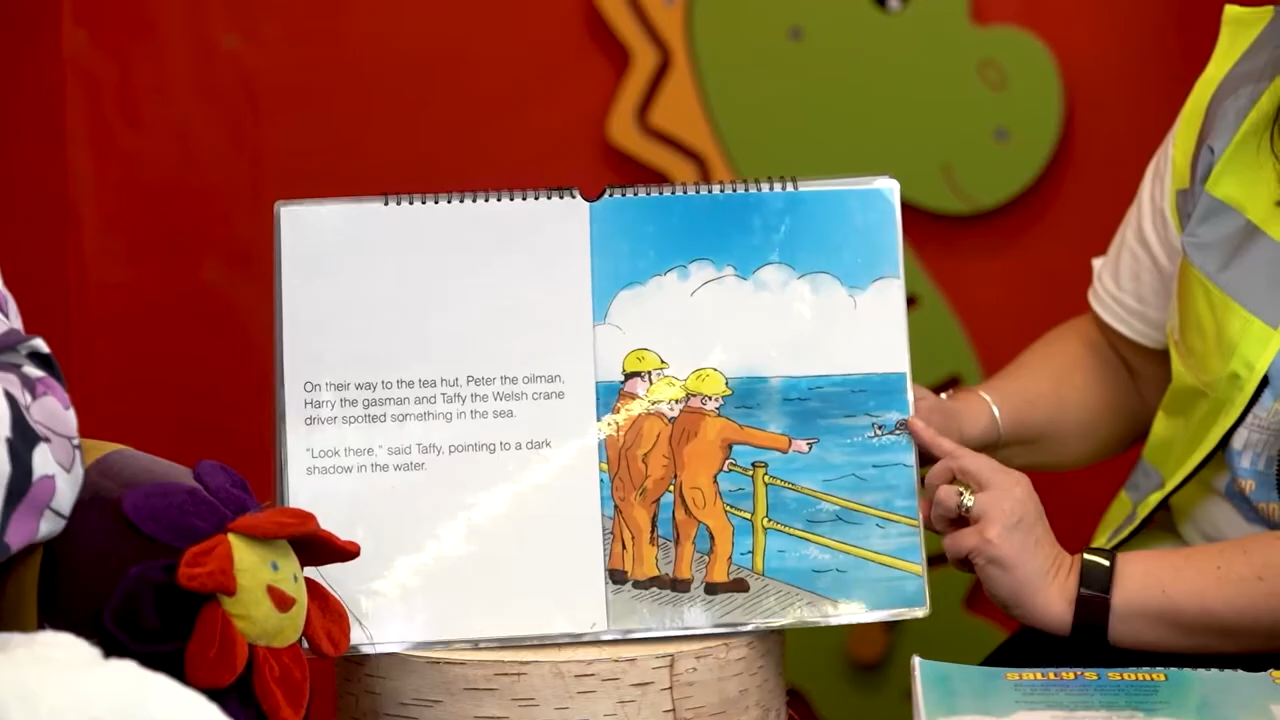 On their way to the tea hut, Peter the oilman,
Harry the gasman and Taffy the Welsh crane
driver spotted something in the sea.
"Look there," said Taffy, pointing to a dark
shadow in the water.
SALLY'S SONG